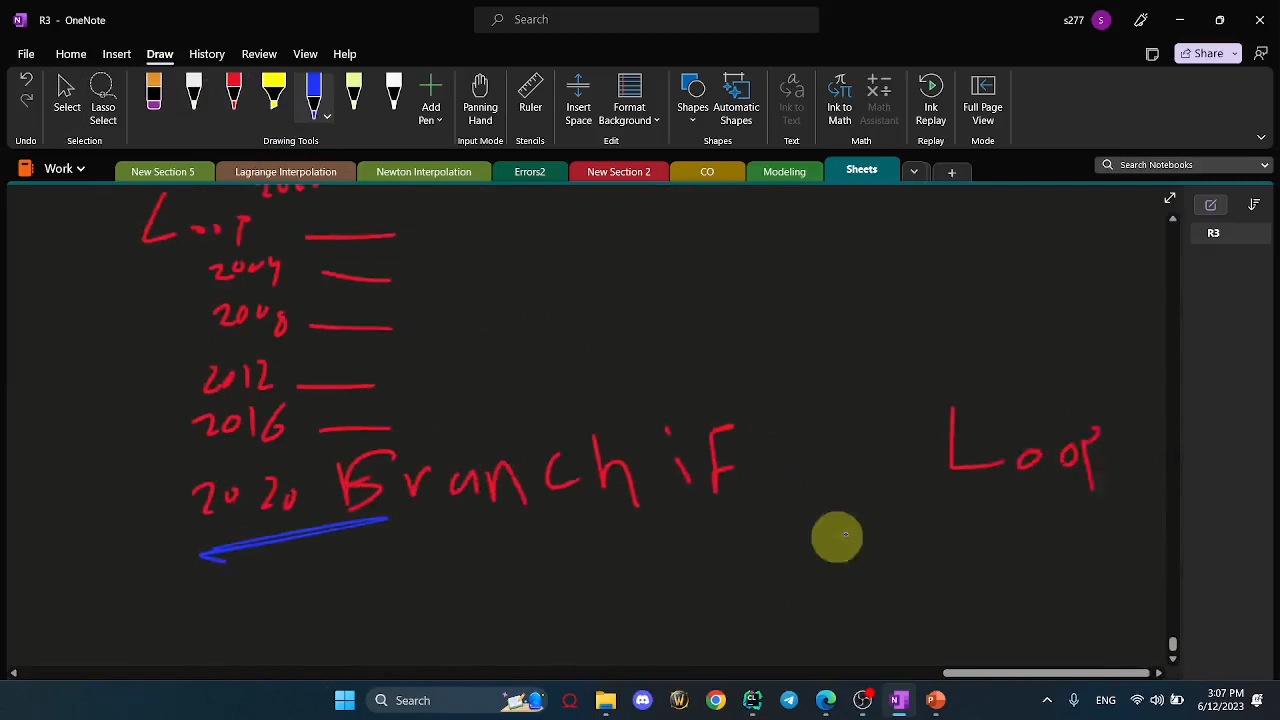 R3 - OneNote
Search
s277
S
File Home Insert Draw History Review View Help
Share
Undo
Select
Lasso Select
Add Pen
Panning Hand
Ruler
Insert Space
Format Background
Shapes
Automatic Shapes
Ink to Text
Ink to Math
Math Assistant
Ink Replay
Full Page View
Undo Selection Drawing Tools Stencils Edit Shapes Text Math Replay Mode
Work
New Section 5
Lagrange Interpolation
Newton Interpolation
Errors2
New Section 2
CO
Modeling
Sheets
Search Notebooks
R3
Loop
2004
2008
2012
2016
2020 Branch if Loop
Search
ENG
3:07 PM
6/12/2023